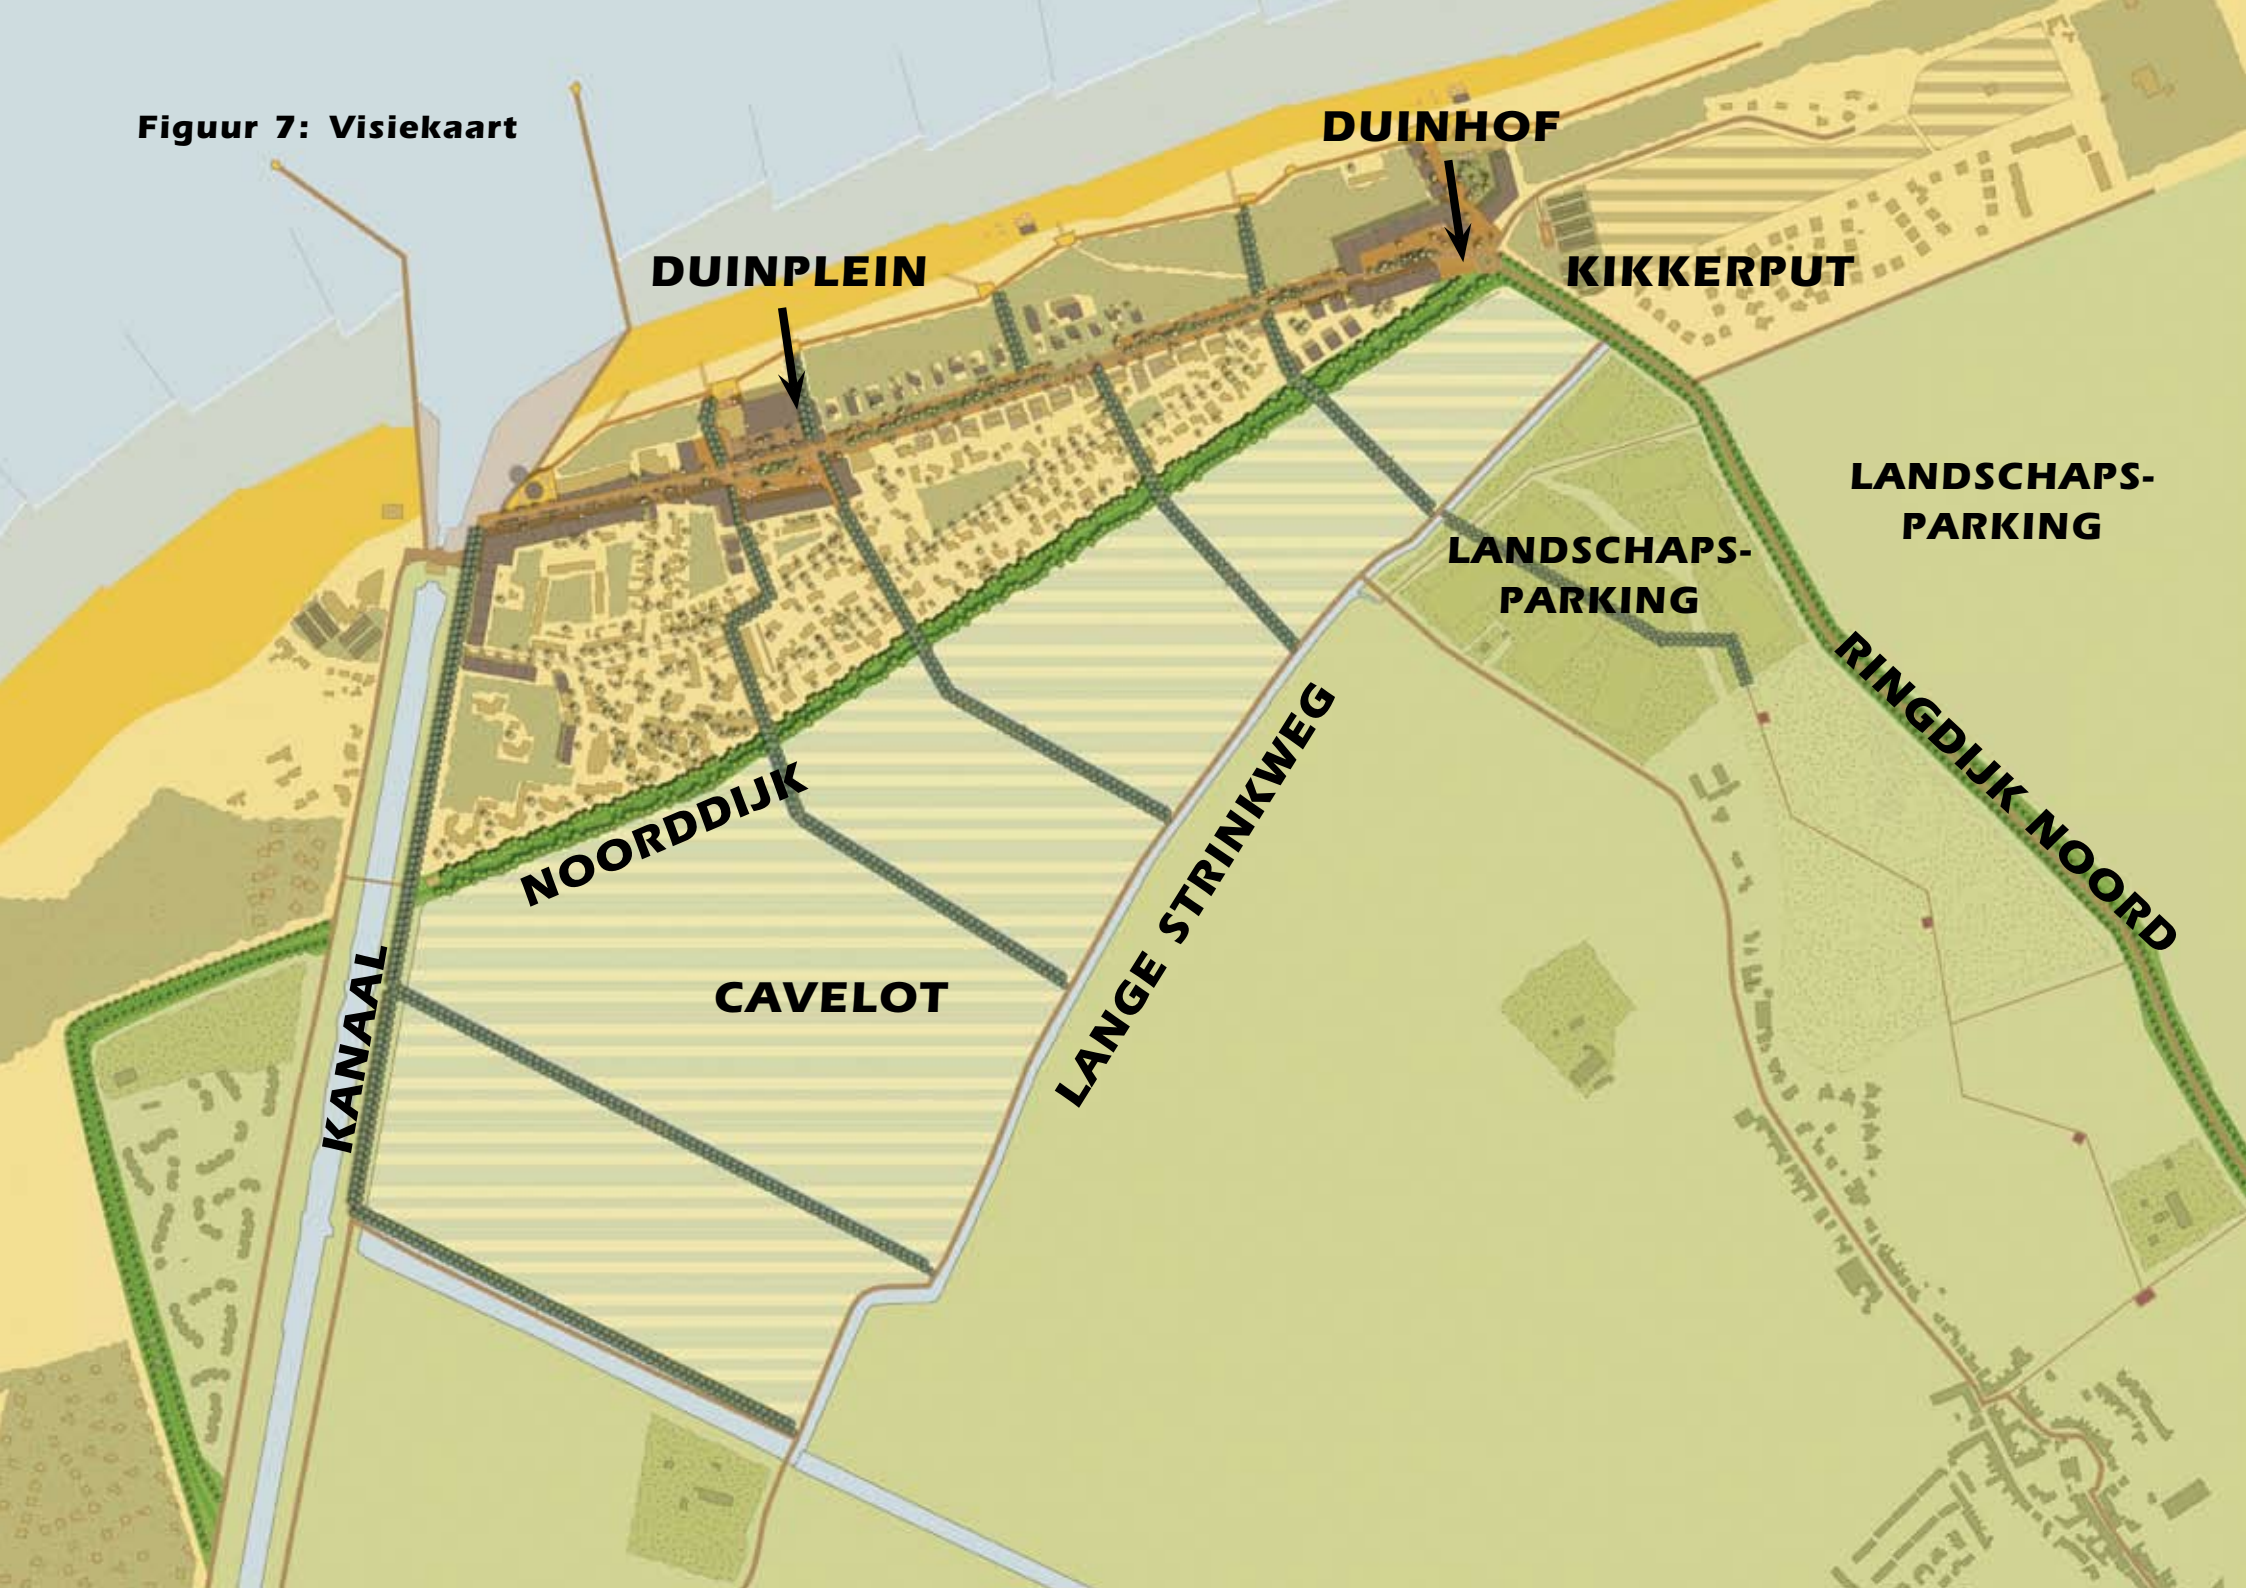 Figuur 7: Visiekaart
DUINHOF
DUINPLEIN
KIKKERPUT
LANDSCHAPS-
PARKING
LANDSCHAPS-
PARKING
RINGDIJK NOORD
NOORDDIJK
LANGE STRINKWEG
CAVELOT
KANAAL